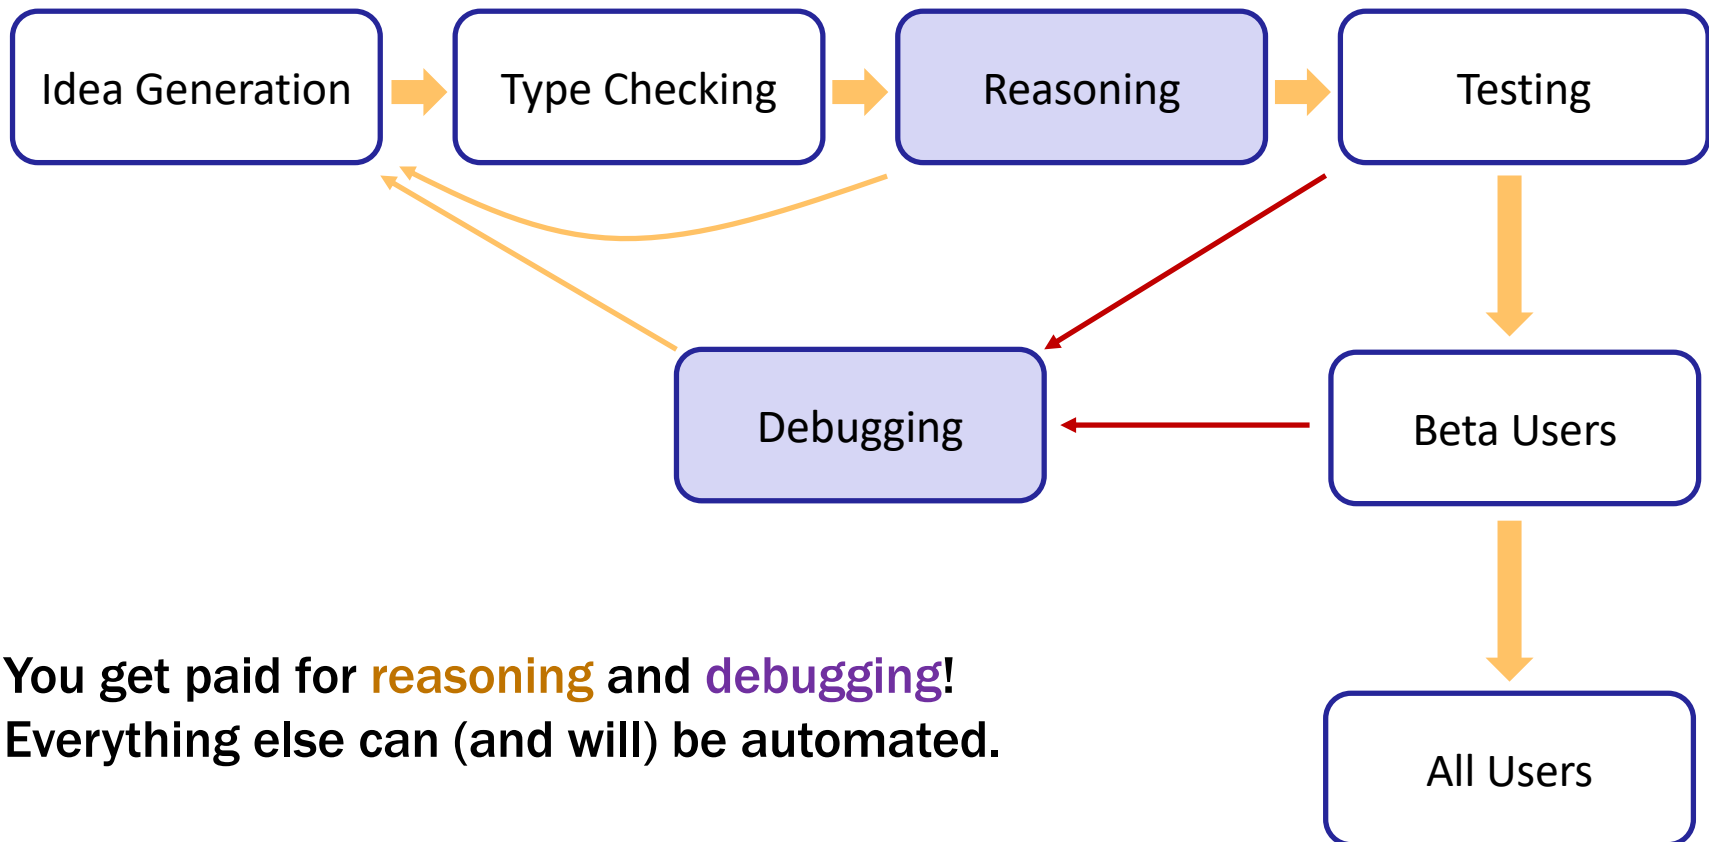 Idea Generation
Type Checking
Reasoning
Testing
Debugging
Beta Users
You get paid for reasoning and debugging!
Everything else can (and will) be automated.
All Users